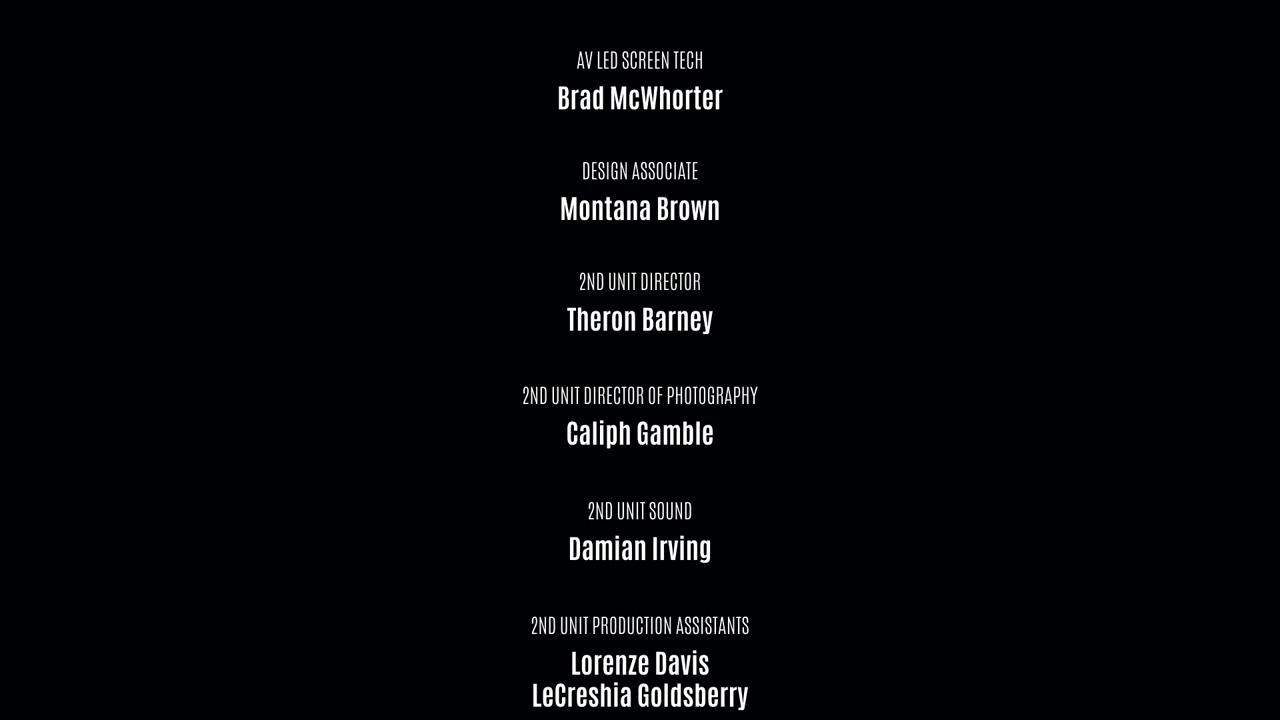 AV LED SCREEN TECH
Brad McWhorter
DESIGN ASSOCIATE
Montana Brown
2ND UNIT DIRECTOR
Theron Barney
2ND UNIT DIRECTOR OF PHOTOGRAPHY
Caliph Gamble
2ND UNIT SOUND
Damian Irving
2ND UNIT PRODUCTION ASSISTANTS
Lorenze Davis
LeCreshia Goldsberry